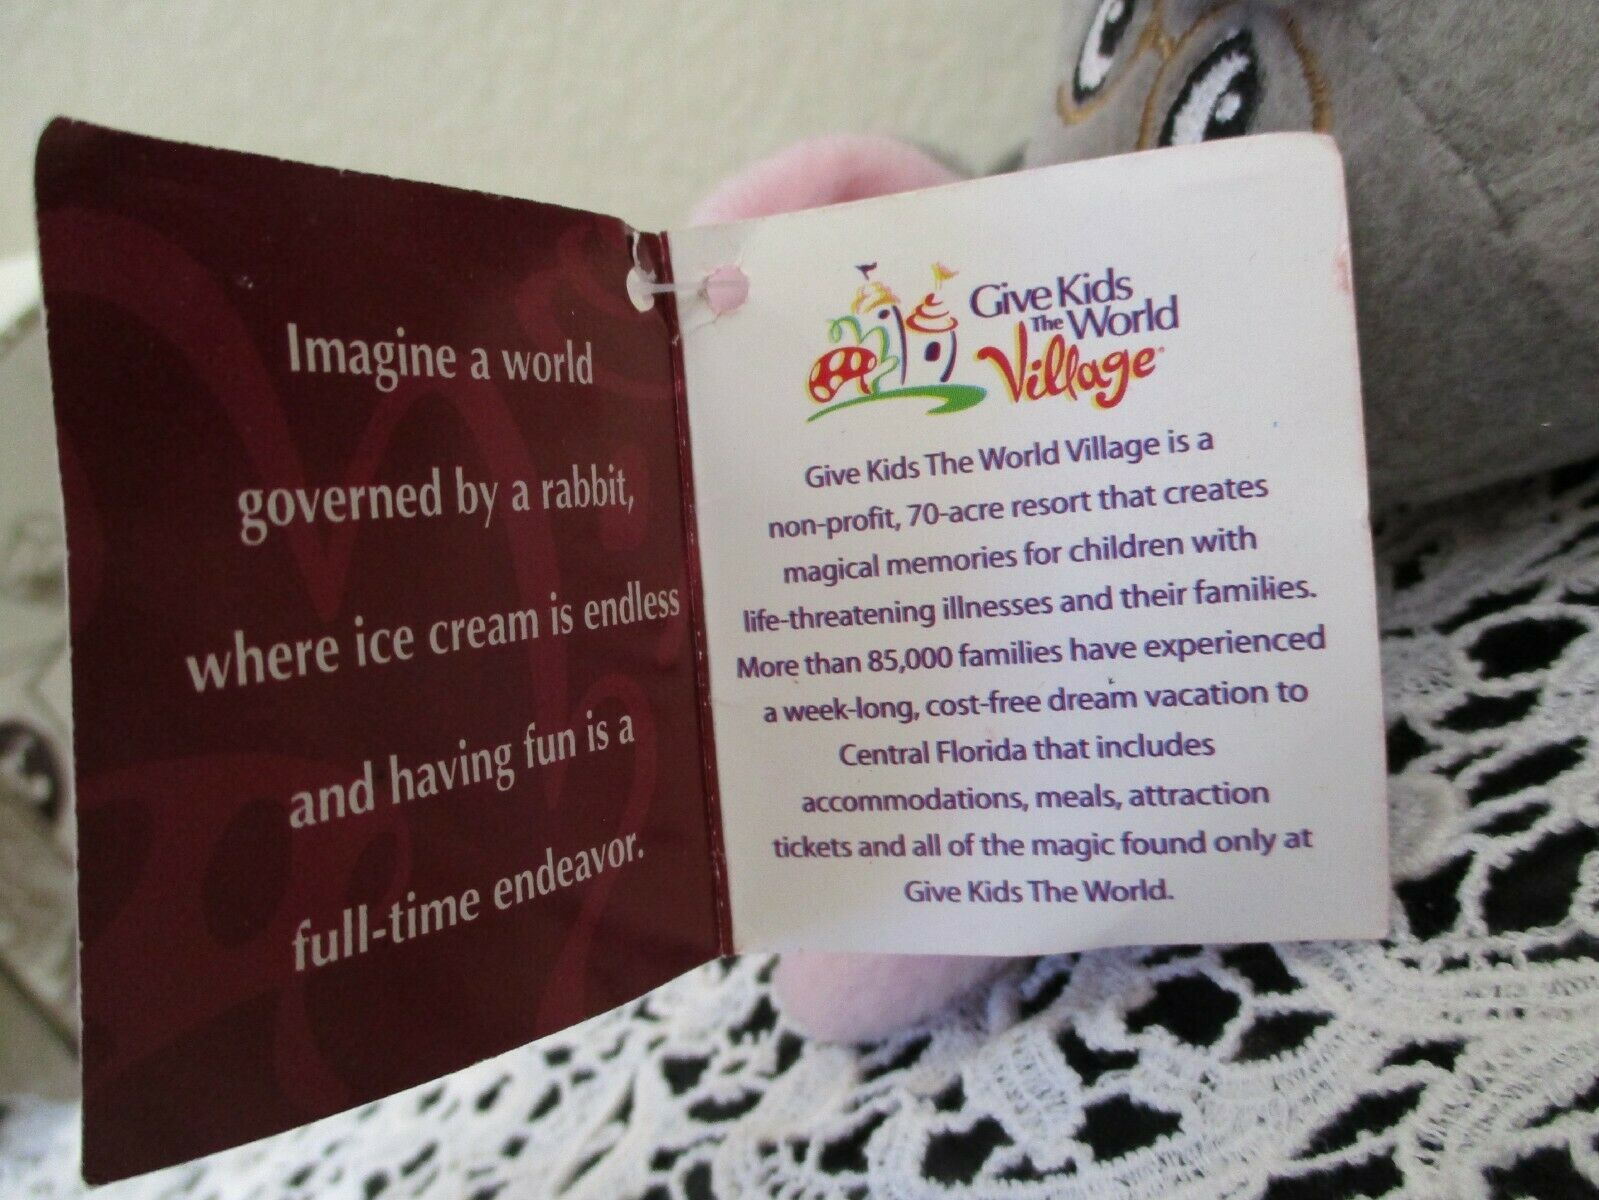 Imagine a world
governed by a rabbit,
where ice cream is endless
and having fun is a
full-time endeavor.
Give Kids
The World
Village
Give Kids The World Village is a
non-profit, 70-acre resort that creates
magical memories for children with
life-threatening illnesses and their families.
More than 85,000 families have experienced
a week-long, cost-free dream vacation to
Central Florida that includes
accommodations, meals, attraction
tickets and all of the magic found only at
Give Kids The World.